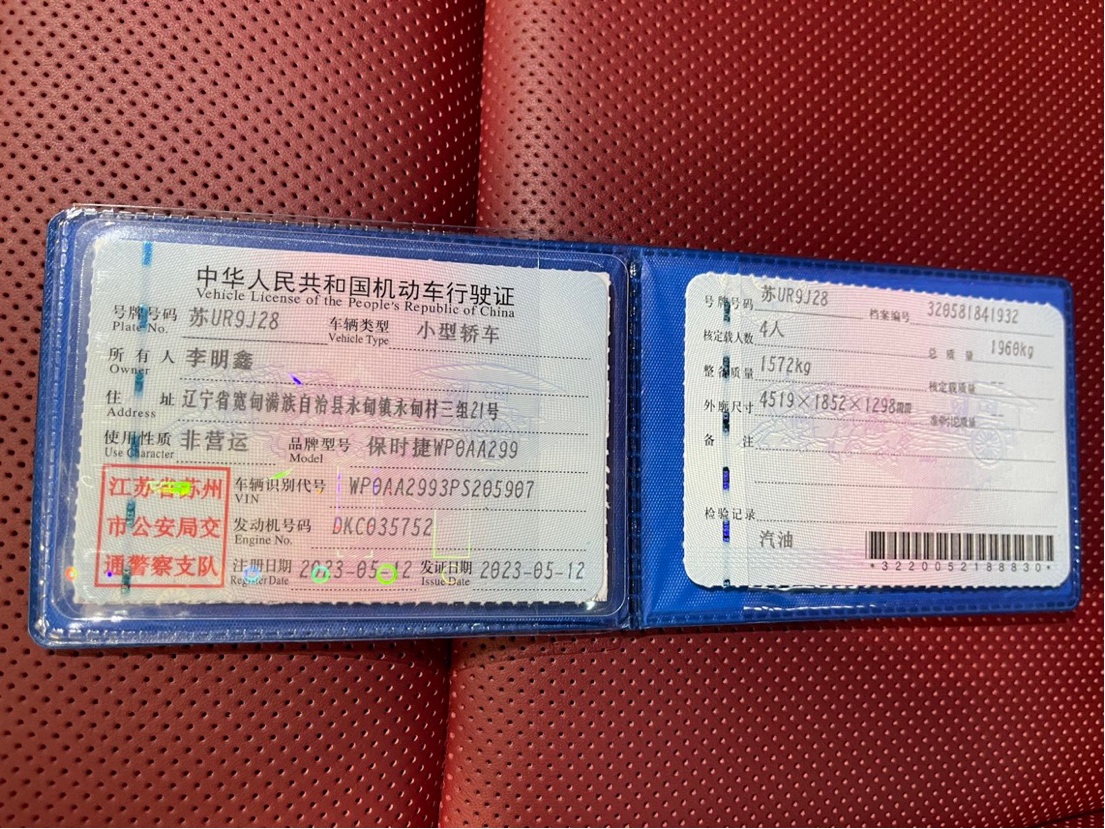 中华人民共和国机动车行驶证
Vehicle License of the People's Republic of China
号牌号码 苏UR9J28 车辆类型 小型轿车
Plate No. Vehicle Type
所有人 李明鑫
Owner
住址 辽宁省宽甸满族自治县永甸镇永甸村三组21号
Address
使用性质 非营运 品牌型号 保时捷WP0AA299
Use Character Model
江苏省苏州
市公安局交
通警察支队
车辆识别代号 WP0AA2993PS205907
VIN
发动机号码 DKC035752
Engine No.
注册日期 2023-05-12 发证日期 2023-05-12
Register Date Issue Date
号牌号码 苏UR9J28 档案编号 320581841932
核定载人数 4人 总质量 1960kg
整备质量 1572kg 核定载质量 --
外廓尺寸 4519×1852×1298mm 准牵引总质量 --
备注
检验记录
汽油
*3220052188830*